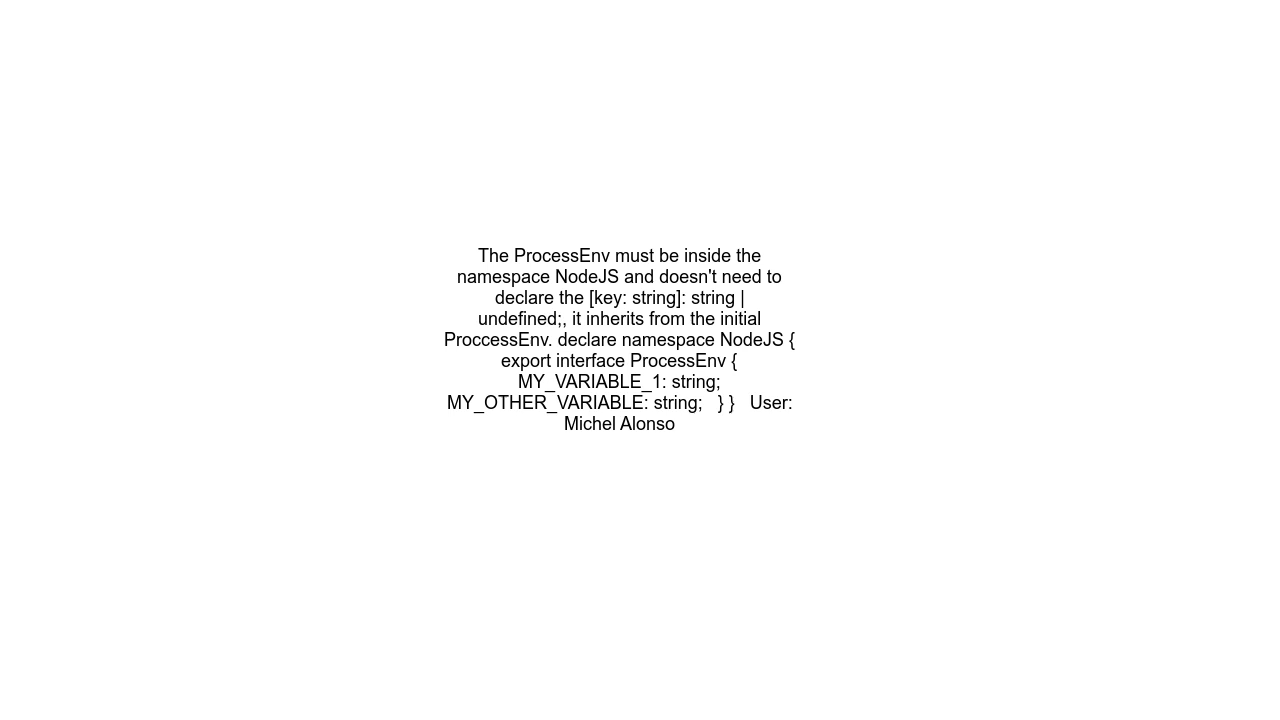 The ProcessEnv must be inside the
namespace NodeJS and doesn't need to
declare the [key: string]: string |
undefined;, it inherits from the initial
ProccessEnv. declare namespace NodeJS {
export interface ProcessEnv {
MY_VARIABLE_1: string;
MY_OTHER_VARIABLE: string;   } }   User:
Michel Alonso